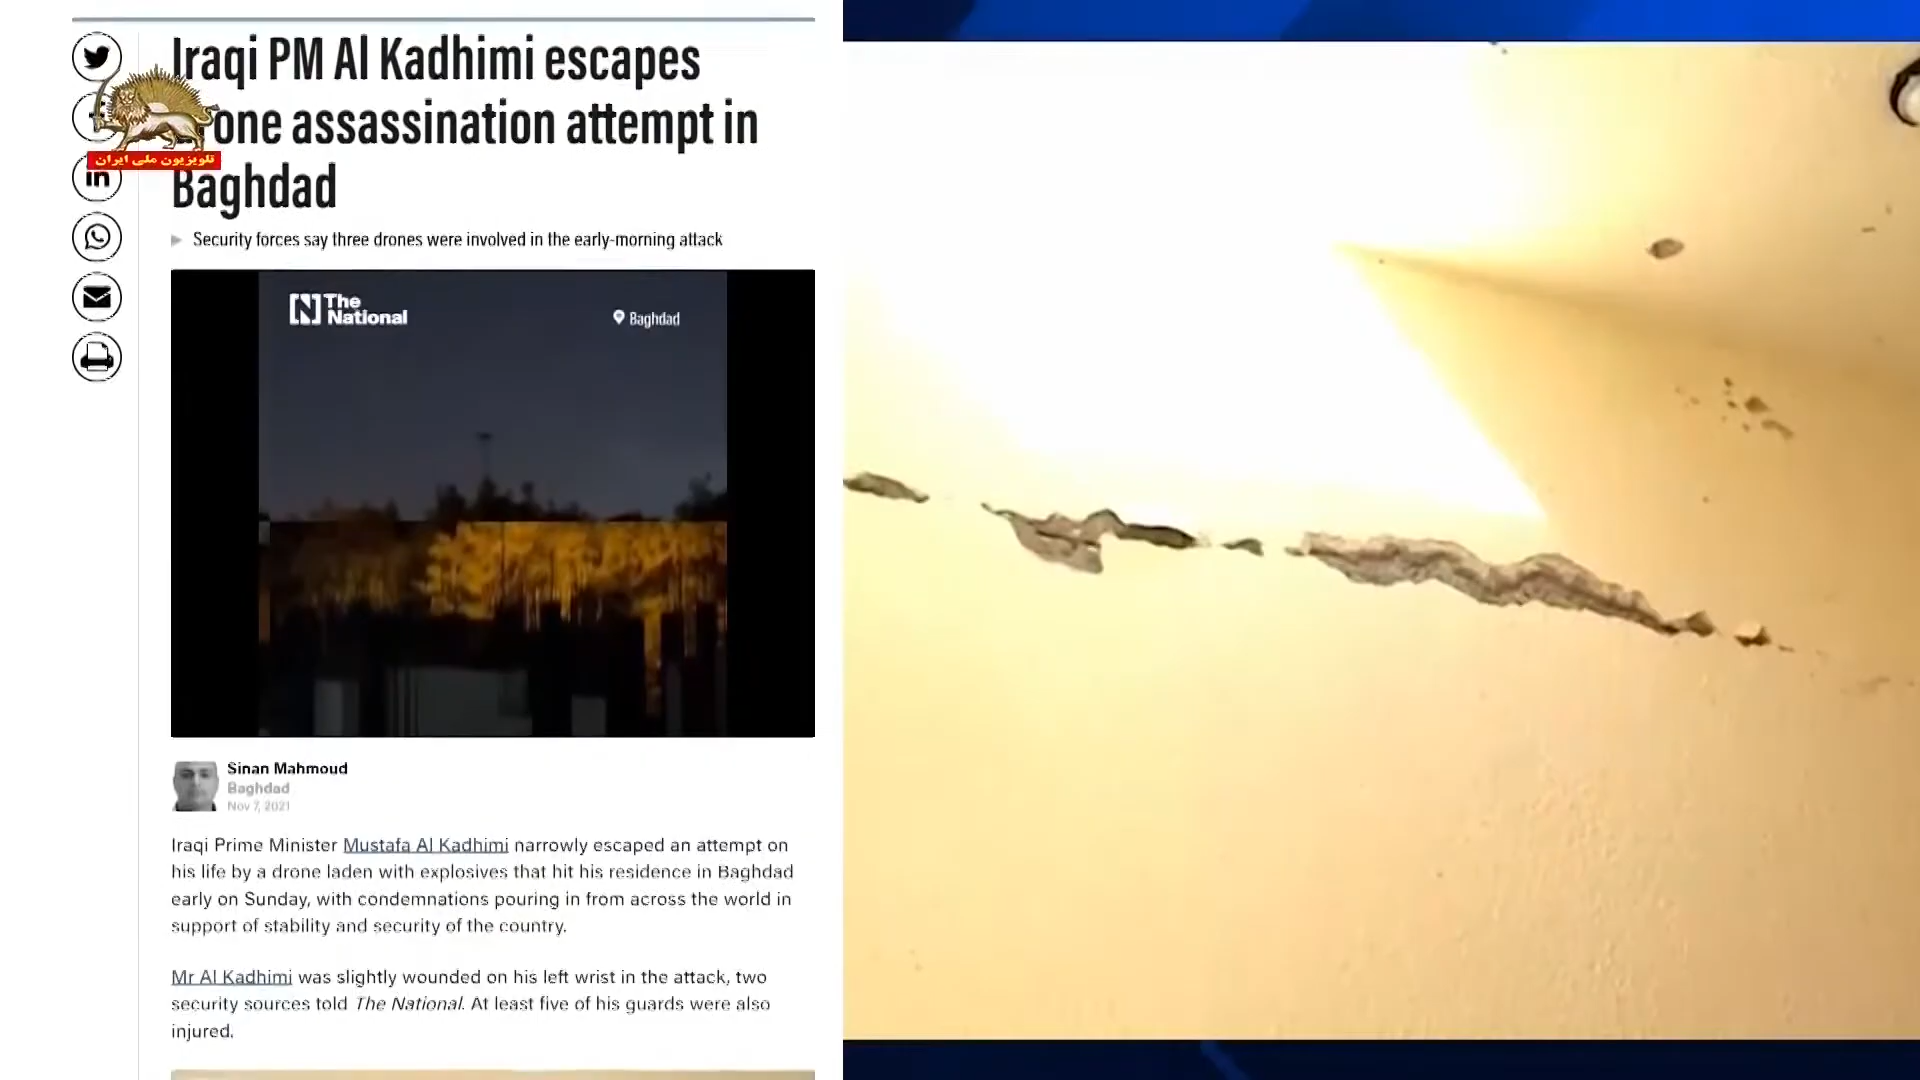 Iraqi PM Al Kadhimi escapes
drone assassination attempt in
Baghdad
تلویزیون ملی ایران
in
Security forces say three drones were involved in the early-morning attack
The
National
Baghdad
Sinan Mahmoud
Baghdad
Nov 7, 2021
Iraqi Prime Minister Mustafa Al Kadhimi narrowly escaped an attempt on
his life by a drone laden with explosives that hit his residence in Baghdad
early on Sunday, with condemnations pouring in from across the world in
support of stability and security of the country.
Mr Al Kadhimi was slightly wounded on his left wrist in the attack, two
security sources told The National. At least five of his guards were also
injured.